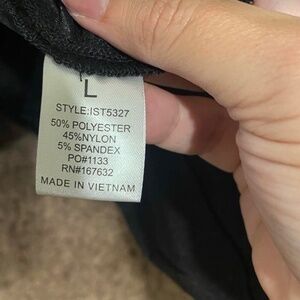 L
STYLE:IST5327
50% POLYESTER
45%NYLON
5% SPANDEX
PO#1133
RN#167632
MADE IN VIETNAM